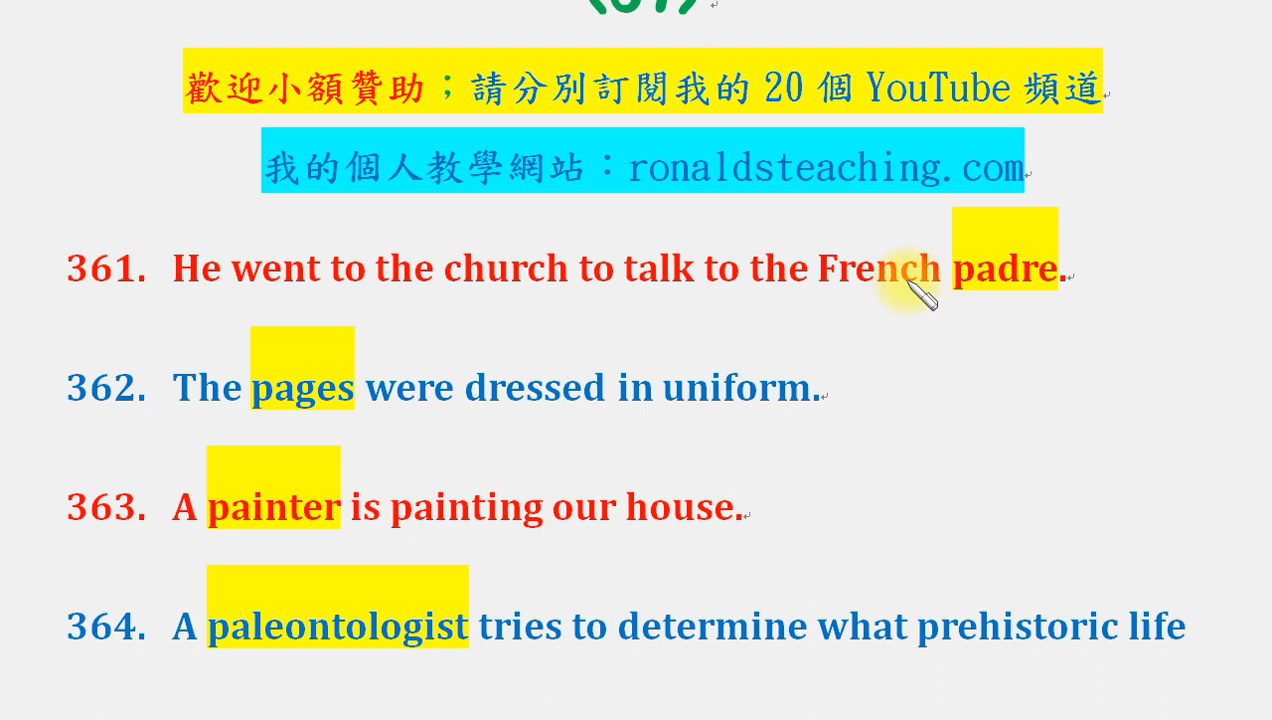 歡迎小額贊助；請分別訂閱我的 20 個 YouTube 頻道
我的個人教學網站：ronaldsteaching.com
361. He went to the church to talk to the French padre.
362. The pages were dressed in uniform.
363. A painter is painting our house.
364. A paleontologist tries to determine what prehistoric life